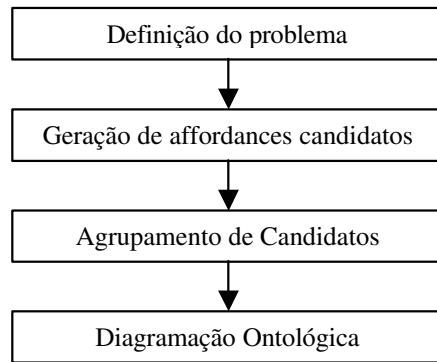 Definição do problema
Geração de affordances candidatos
Agrupamento de Candidatos
Diagramação Ontológica